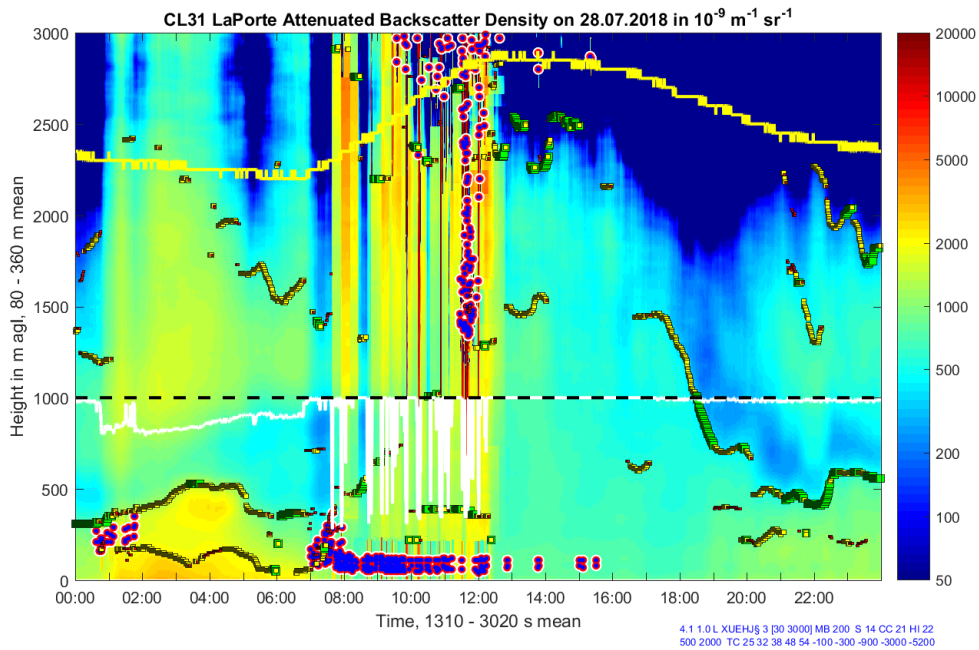 CL31 LaPorte Attenuated Backscatter Density on 28.07.2018 in 10⁻⁹ m⁻¹ sr⁻¹
Height in m agl, 80 - 360 m mean
3000
2500
2000
1500
1000
500
0
00:00 02:00 04:00 06:00 08:00 10:00 12:00 14:00 16:00 18:00 20:00 22:00
Time, 1310 - 3020 s mean
20000
10000
5000
2000
1000
500
200
100
50
4.1 1.0 L XUEHJ§ 3 [30 3000] MB 200 S 14 CC 21 HI 22
500 2000 TC 25 32 38 48 54 -100 -300 -900 -3000 -5200